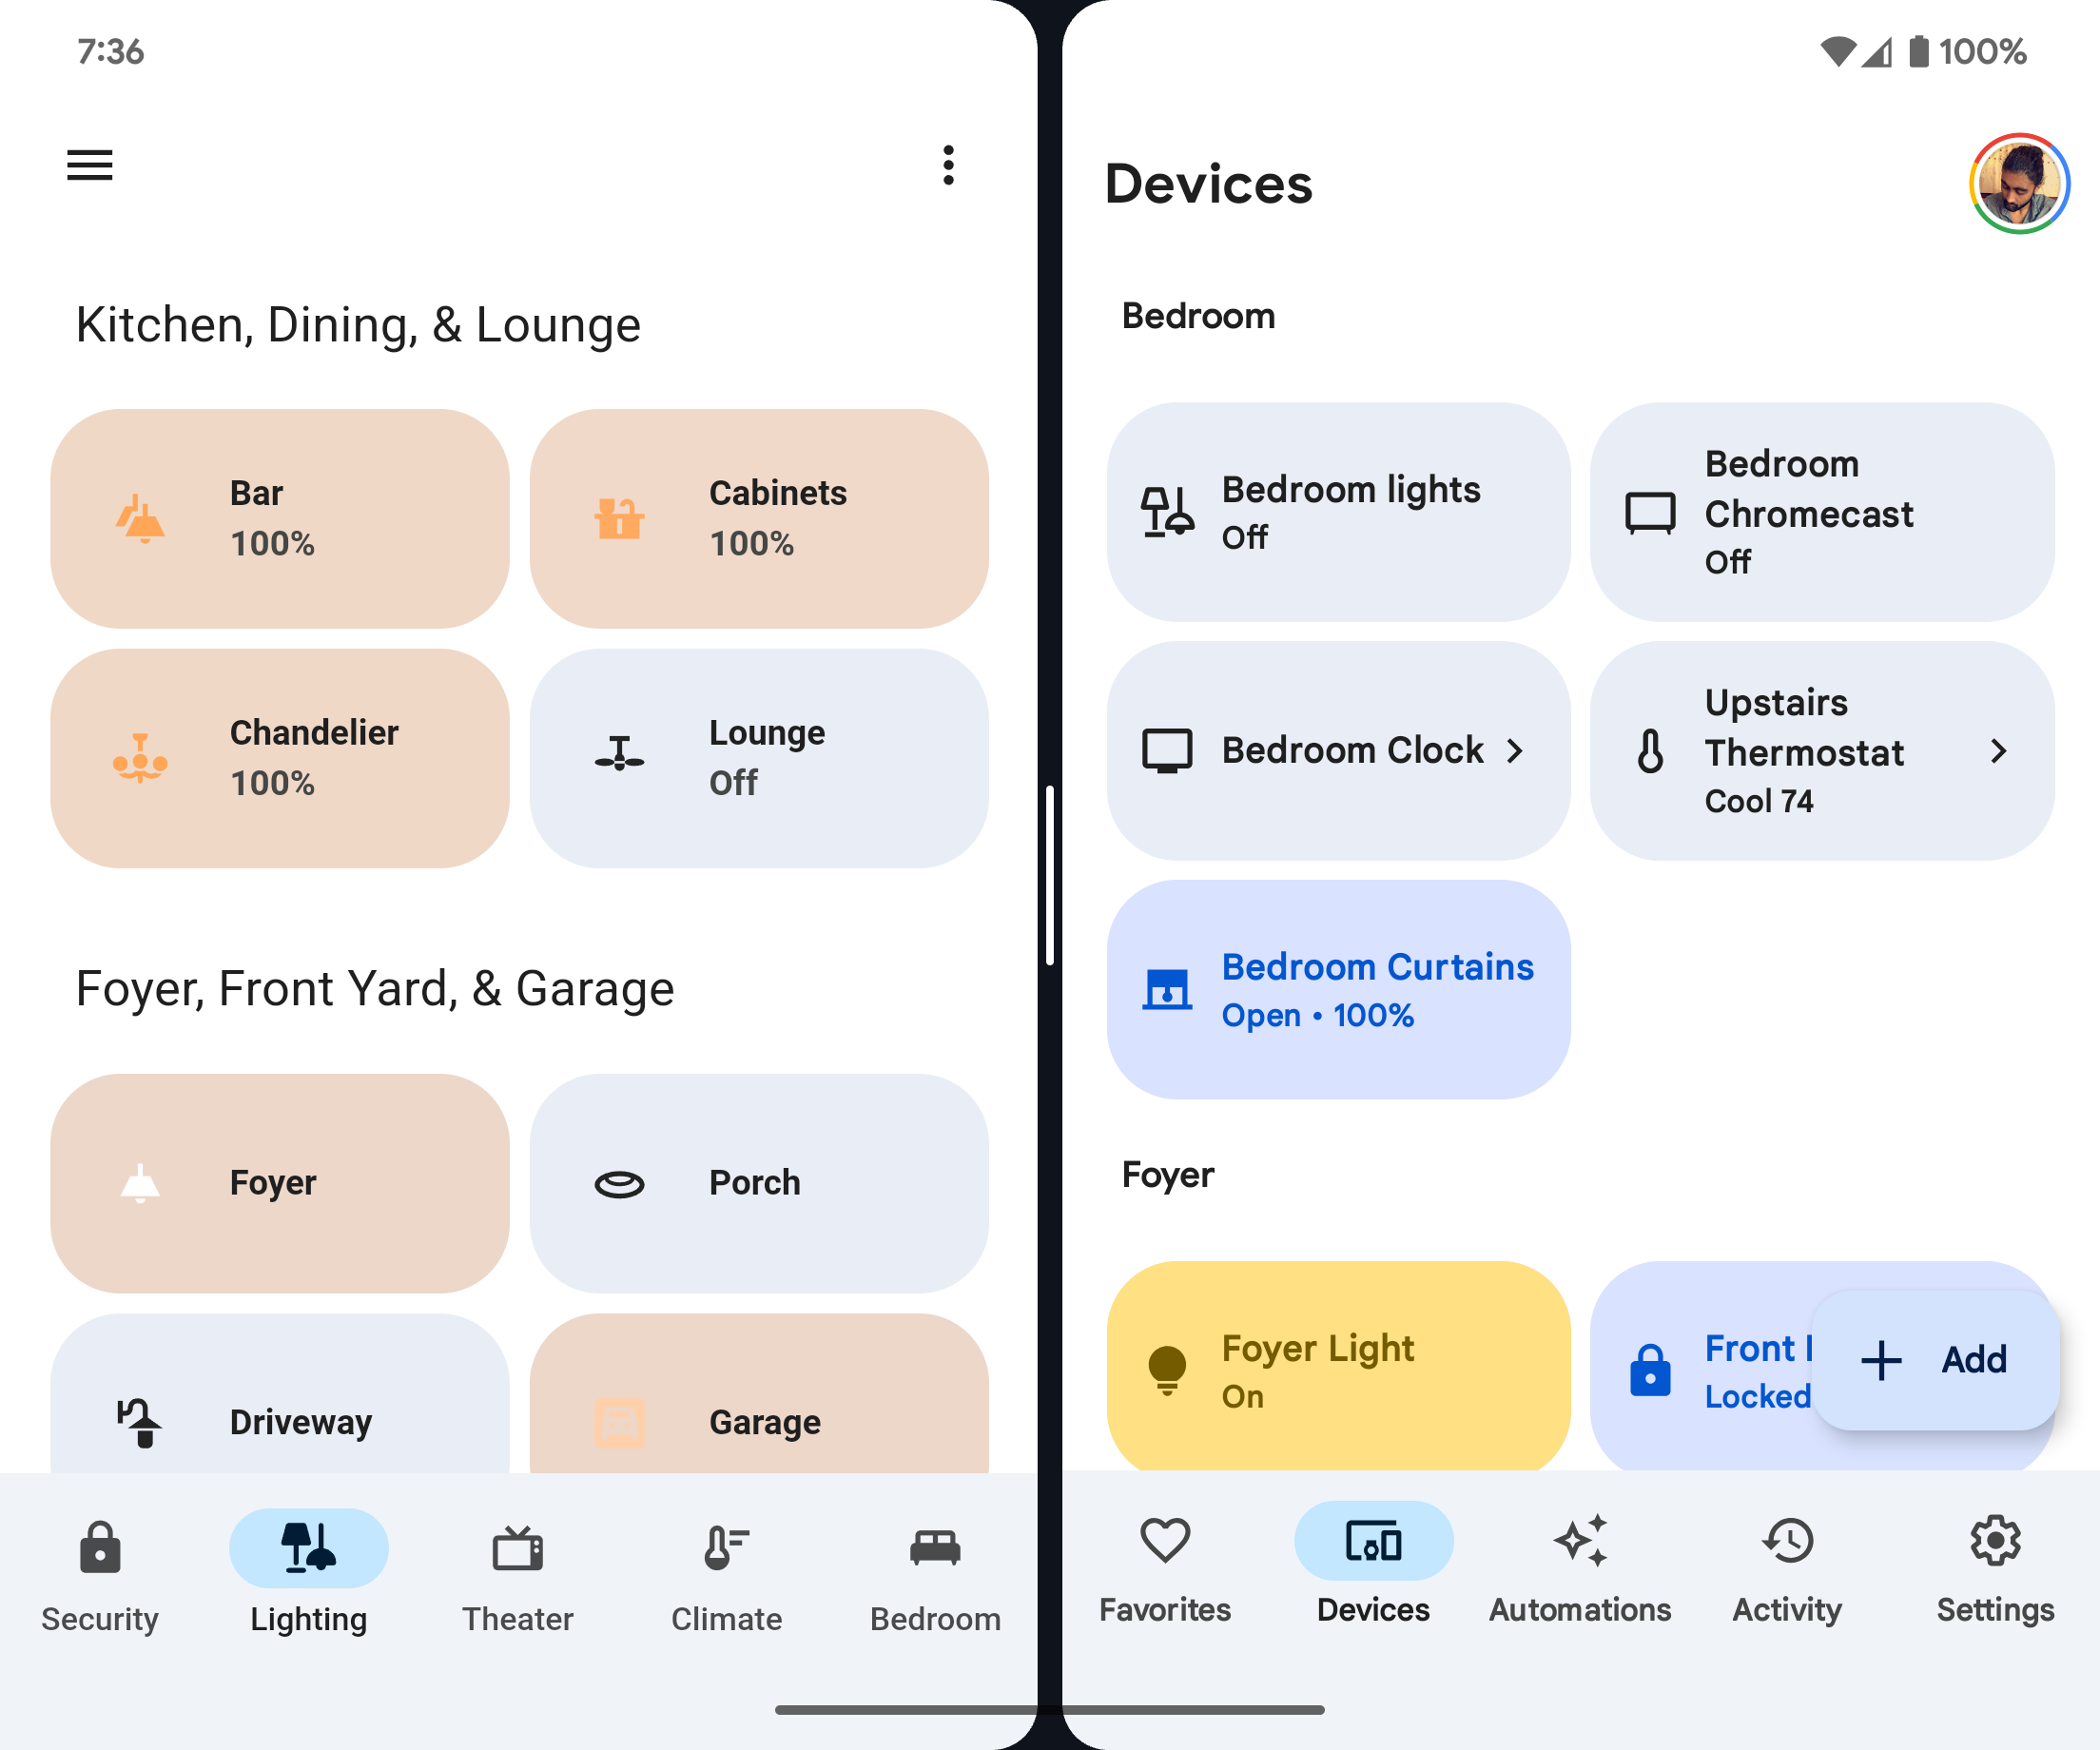 7:36
Kitchen, Dining, & Lounge
Bar
100%
Cabinets
100%
Chandelier
100%
Lounge
Off
Foyer, Front Yard, & Garage
Foyer
Porch
Driveway
Garage
Security
Lighting
Theater
Climate
Bedroom
100%
Devices
Bedroom
Bedroom lights
Off
Bedroom
Chromecast
Off
Bedroom Clock
Upstairs
Thermostat
Cool 74
Bedroom Curtains
Open • 100%
Foyer
Foyer Light
On
Front
Locked
Add
Favorites
Devices
Automations
Activity
Settings